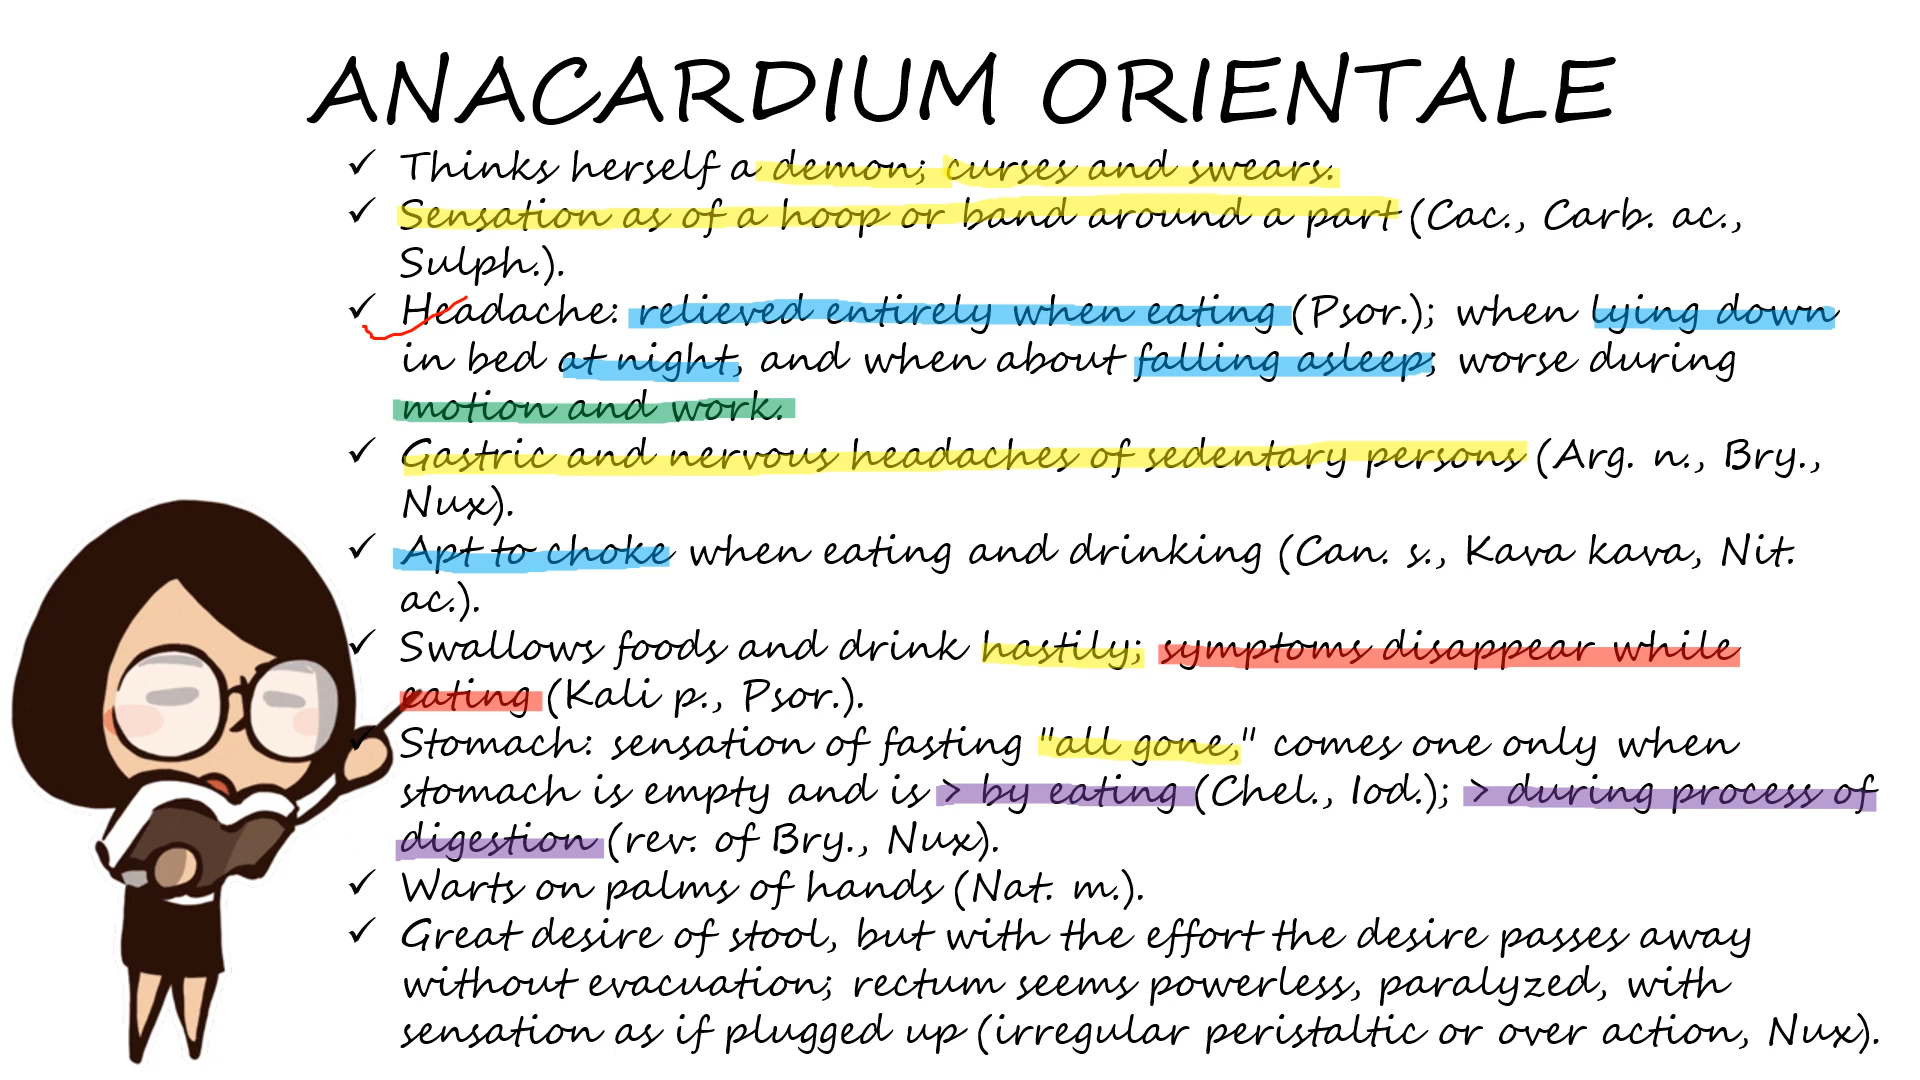 ANACARDIUM ORIENTALE
✓ Thinks herself a demon; curses and swears.
✓ Sensation as of a hoop or band around a part (Cac., Carb. ac.,
Sulph.).
✓ Headache: relieved entirely when eating (Psor.); when lying down
in bed at night, and when about falling asleep; worse during
motion and work.
✓ Gastric and nervous headaches of sedentary persons (Arg. n., Bry.,
Nux).
✓ Apt to choke when eating and drinking (Can. s., Kava kava, Nit.
ac.).
✓ Swallows foods and drink hastily; symptoms disappear while
eating (Kali p., Psor.).
✓ Stomach: sensation of fasting "all gone," comes one only when
stomach is empty and is > by eating (Chel., Iod.); > during process of
digestion (rev. of Bry., Nux).
✓ Warts on palms of hands (Nat. m.).
✓ Great desire of stool, but with the effort the desire passes away
without evacuation; rectum seems powerless, paralyzed, with
sensation as if plugged up (irregular peristaltic or over action, Nux).